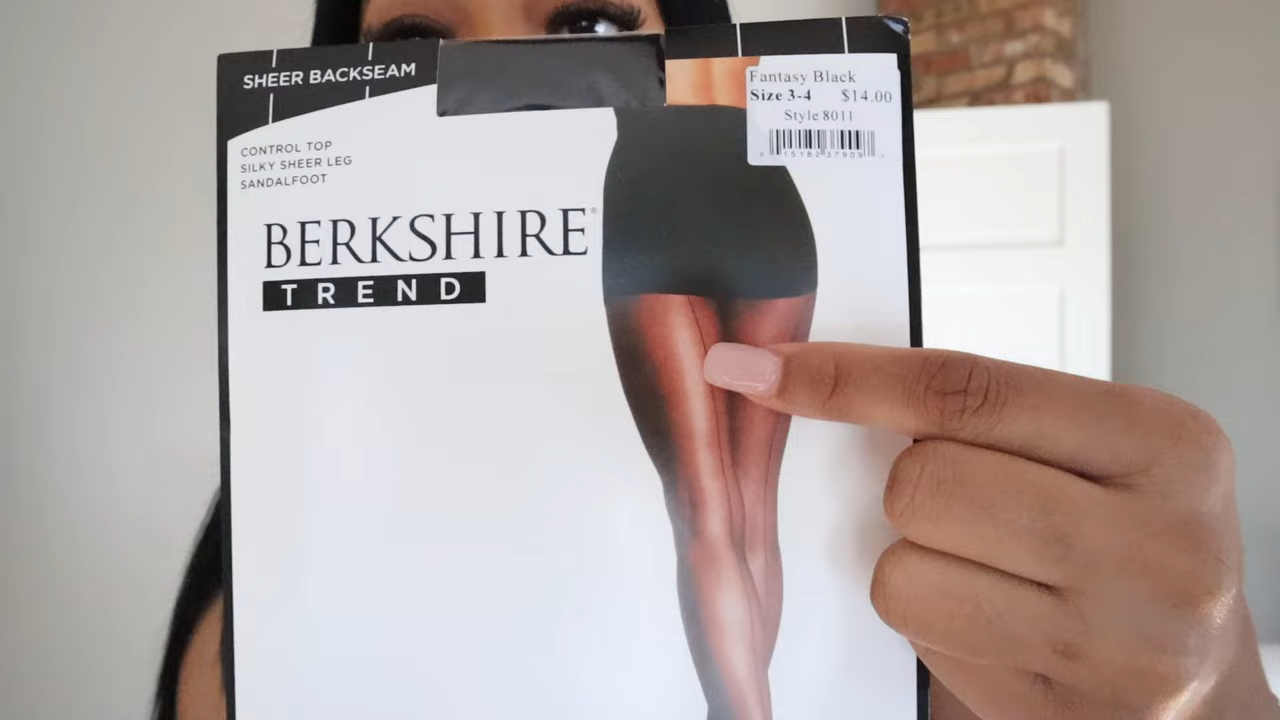 SHEER BACKSEAM
Fantasy Black
Size 3-4 $14.00
Style 8011
CONTROL TOP
SILKY SHEER LEG
SANDALFOOT
BERKSHIRE®
TREND